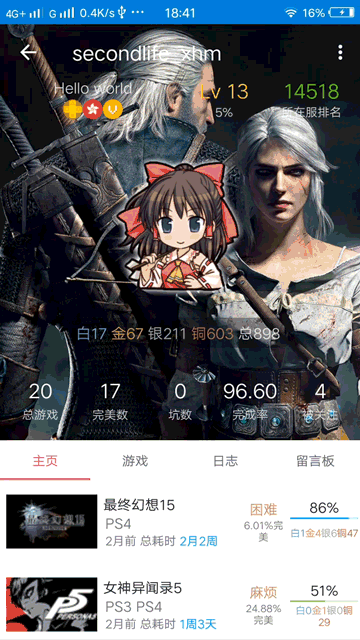 4G+ G 0.4K/s ... 18:41 16%
secondlife_xhm
Hello world
Lv 13
14518
5%
所在服排名
白17 金67 银211 铜603 总898
20 17 0 96.60 4
总游戏 完美数 坑数 完成率 被关注
主页 游戏 日志 留言板
最终幻想15
PS4
2月前 总耗时 2月2周
困难
6.01%完美
86%
白1金4银6铜47
女神异闻录5
PS3 PS4
2月前 总耗时 1周3天
麻烦
24.88%完美
51%
白0金1银0铜29
P5
PERSONA5